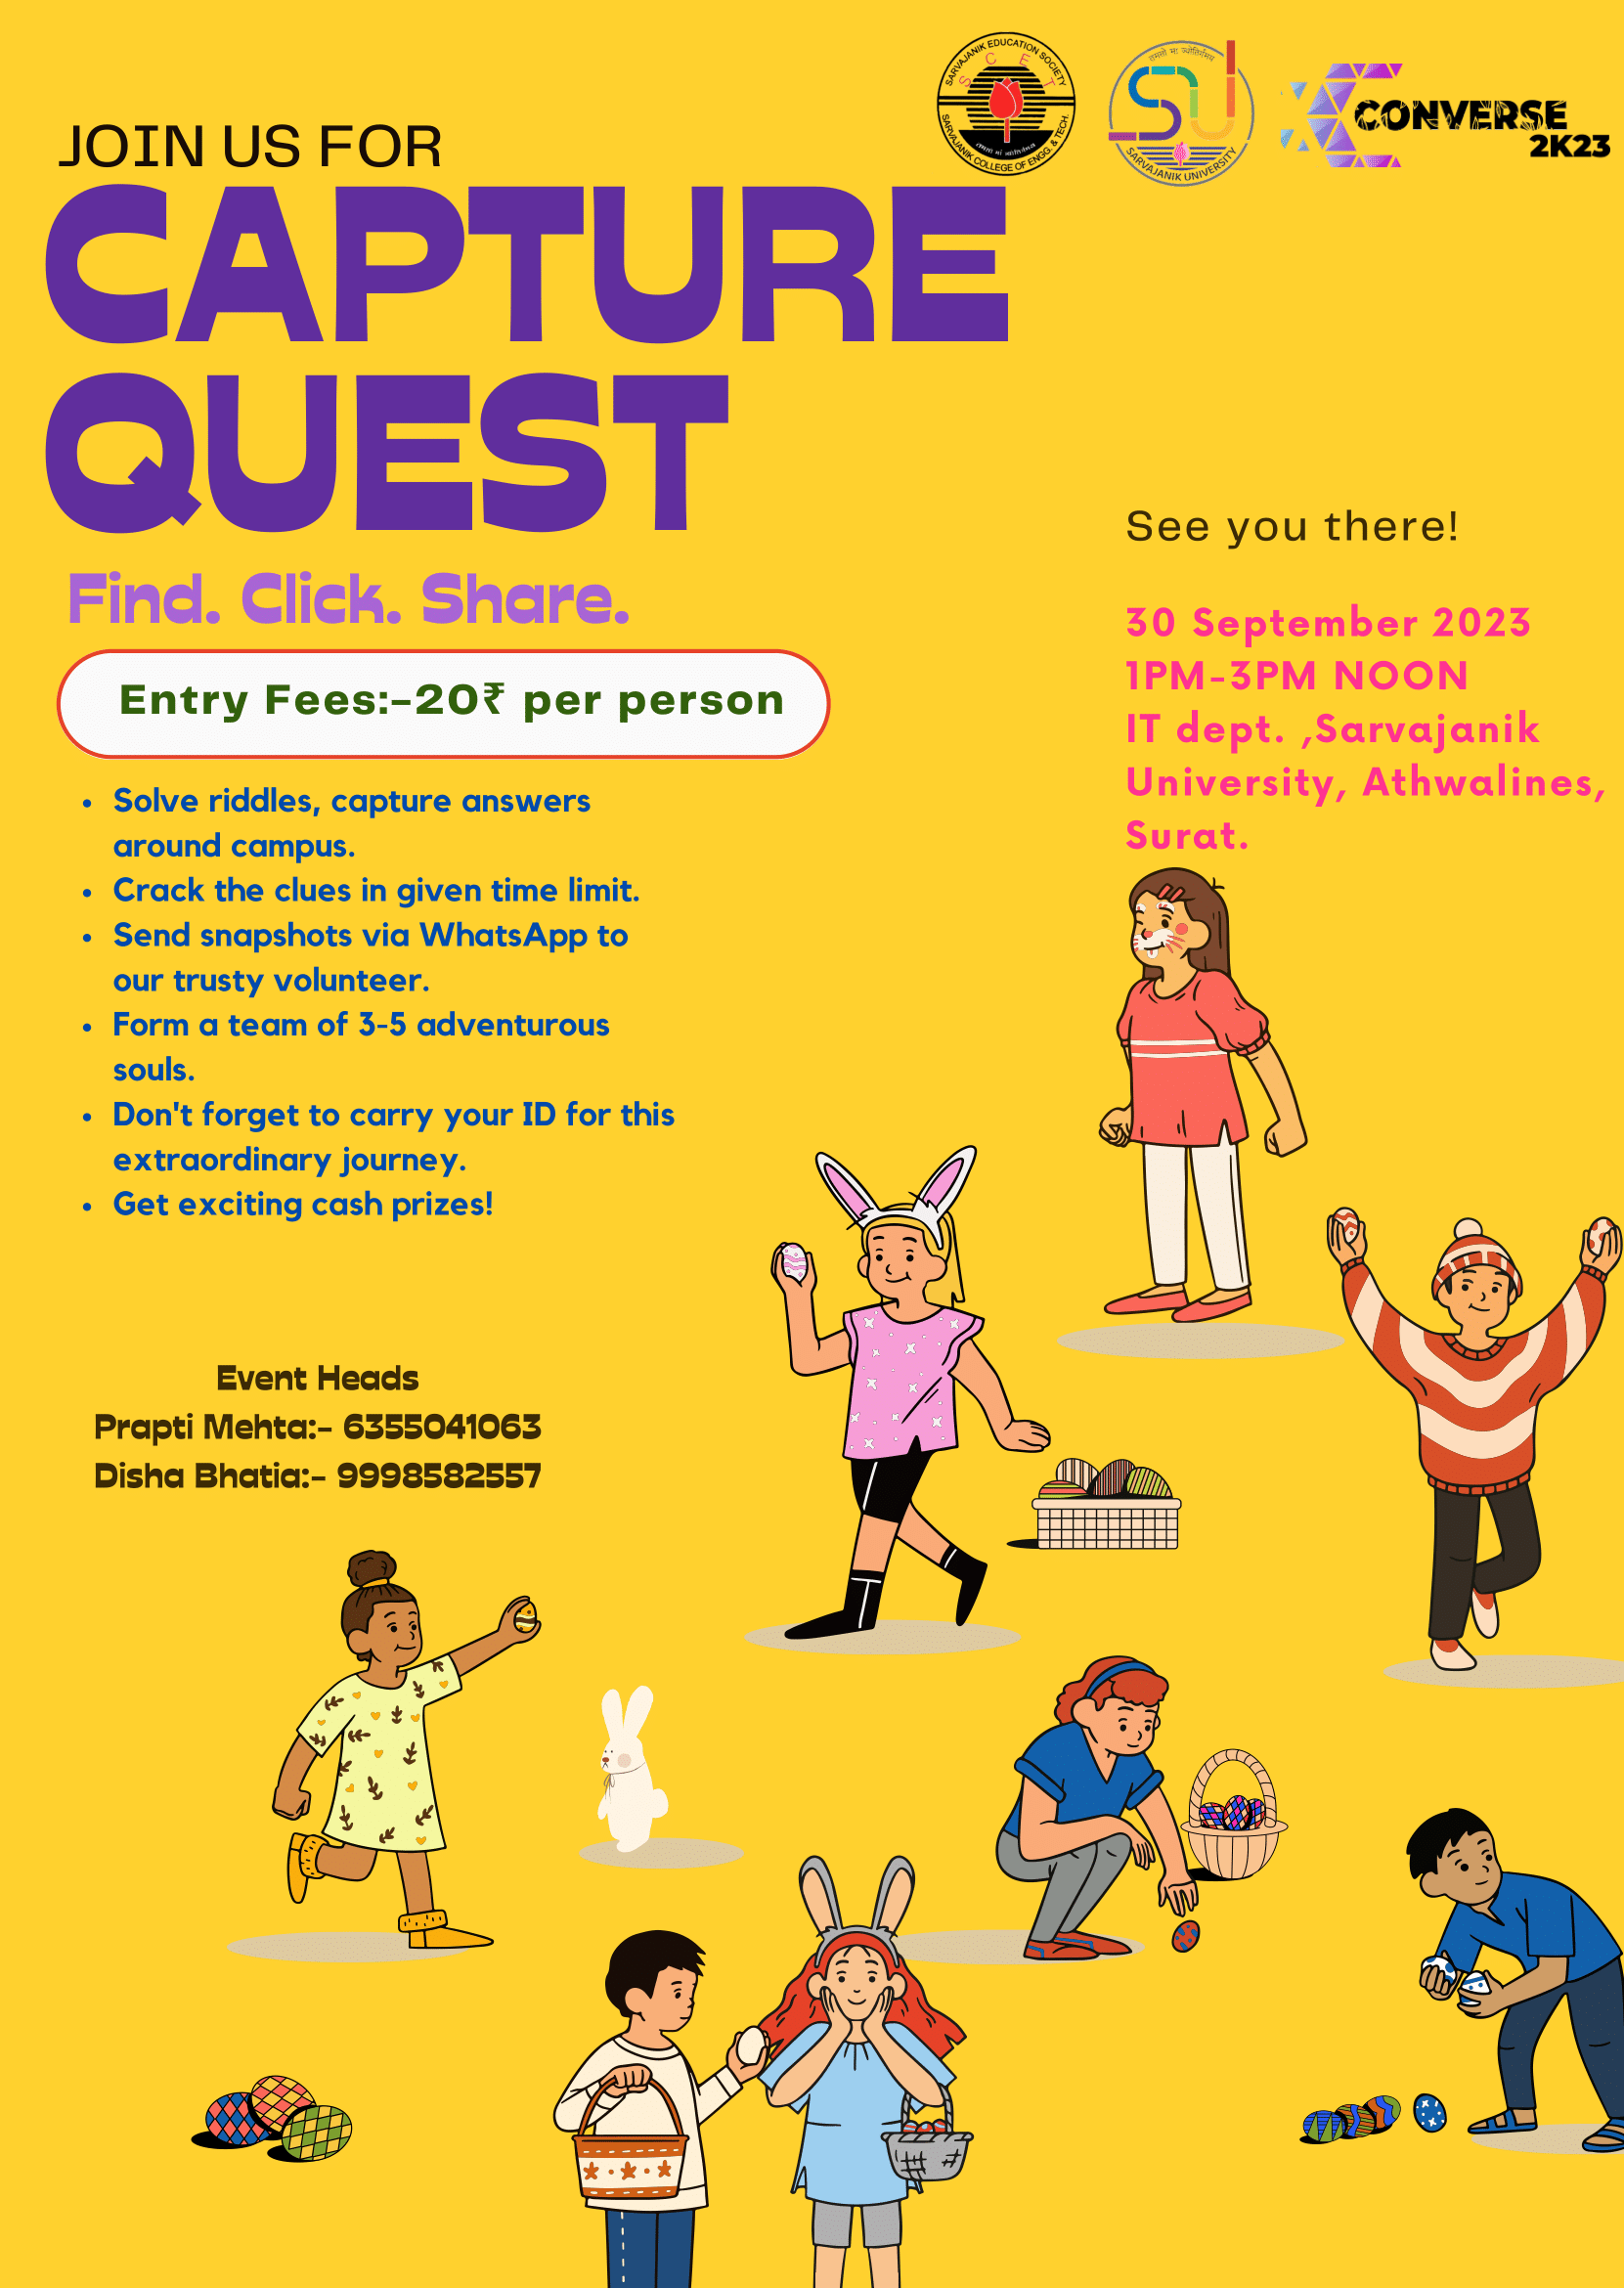 SARVAJANIK EDUCATION SOCIETY
S C E T
SARVAJANIK COLLEGE OF ENGG. & TECH.
तमसो मा ज्योतिर्गमय
SARVAJANIK UNIVERSITY
CONVERSE
2K23
JOIN US FOR
CAPTURE
QUEST
Find. Click. Share.
Entry Fees:-20₹ per person
• Solve riddles, capture answers
around campus.
• Crack the clues in given time limit.
• Send snapshots via WhatsApp to
our trusty volunteer.
• Form a team of 3-5 adventurous
souls.
• Don't forget to carry your ID for this
extraordinary journey.
• Get exciting cash prizes!
See you there!
30 September 2023
1PM-3PM NOON
IT dept. ,Sarvajanik
University, Athwalines,
Surat.
Event Heads
Prapti Mehta:- 6355041063
Disha Bhatia:- 9998582557